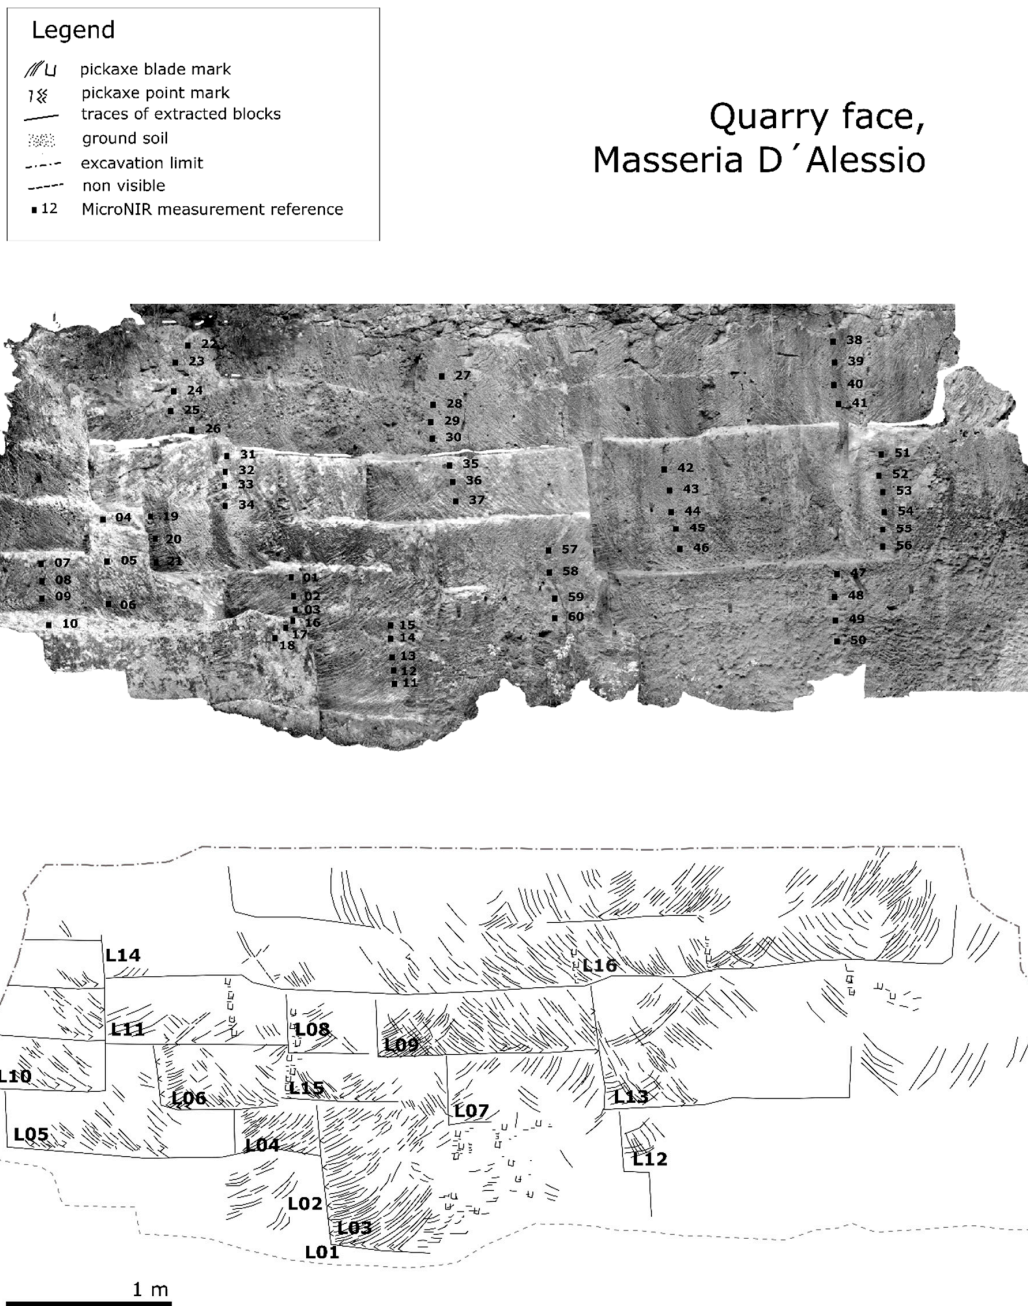 Legend
pickaxe blade mark
pickaxe point mark
traces of extracted blocks
ground soil
excavation limit
non visible
12 MicroNIR measurement reference
Quarry face,
Masseria D´Alessio
22
23
24
25
26
27
28
29
30
38
39
40
41
31
32
33
34
35
36
37
42
43
44
45
46
51
52
53
54
55
56
04
05
06
19
20
21
07
08
09
10
01
02
03
16
17
18
15
14
13
12
11
57
58
59
60
47
48
49
50
L14
L16
L11
L08
L09
L10
L06
L15
L07
L13
L05
L04
L12
L02
L03
L01
1 m